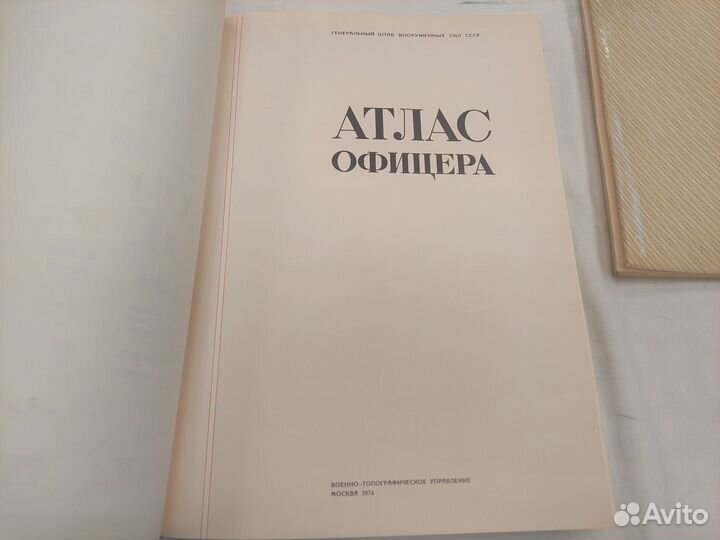 ГЕНЕРАЛЬНЫЙ ШТАБ ВООРУЖЕННЫХ СИЛ СССР
АТЛАС
ОФИЦЕРА
ВОЕННО-ТОПОГРАФИЧЕСКОЕ УПРАВЛЕНИЕ
МОСКВА 1974
Avito